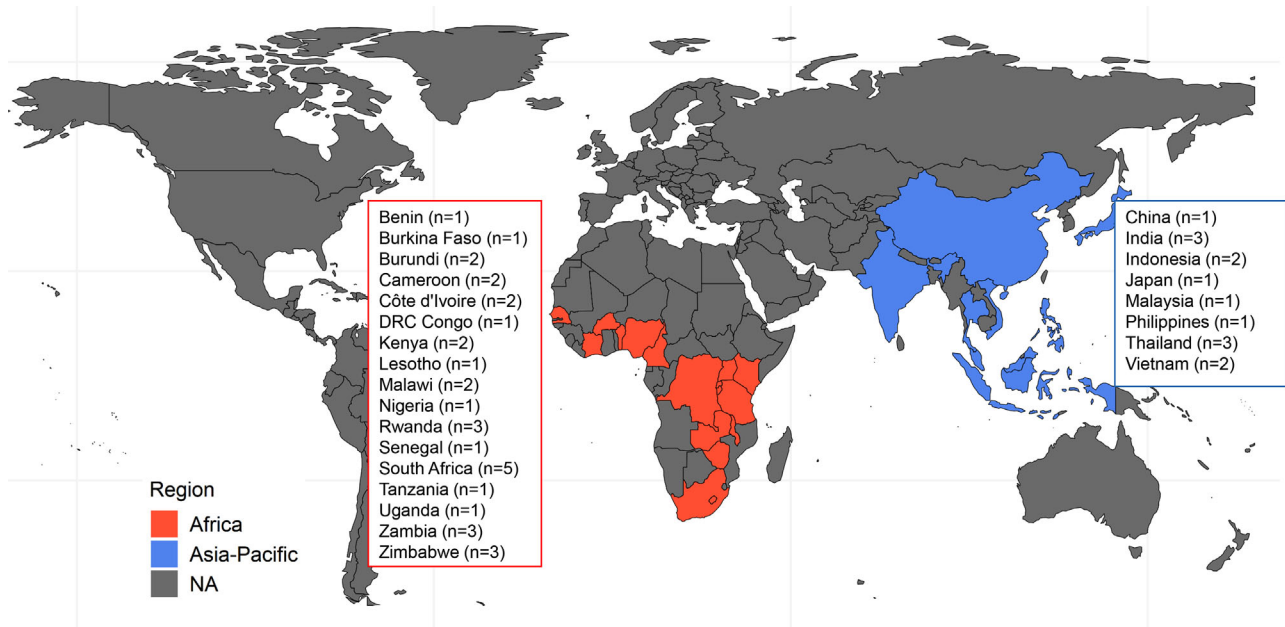 Benin (n=1)
Burkina Faso (n=1)
Burundi (n=2)
Cameroon (n=2)
Côte d'Ivoire (n=2)
DRC Congo (n=1)
Kenya (n=2)
Lesotho (n=1)
Malawi (n=2)
Nigeria (n=1)
Rwanda (n=3)
Senegal (n=1)
South Africa (n=5)
Tanzania (n=1)
Uganda (n=1)
Zambia (n=3)
Zimbabwe (n=3)
China (n=1)
India (n=3)
Indonesia (n=2)
Japan (n=1)
Malaysia (n=1)
Philippines (n=1)
Thailand (n=3)
Vietnam (n=2)
Region
Africa
Asia-Pacific
NA